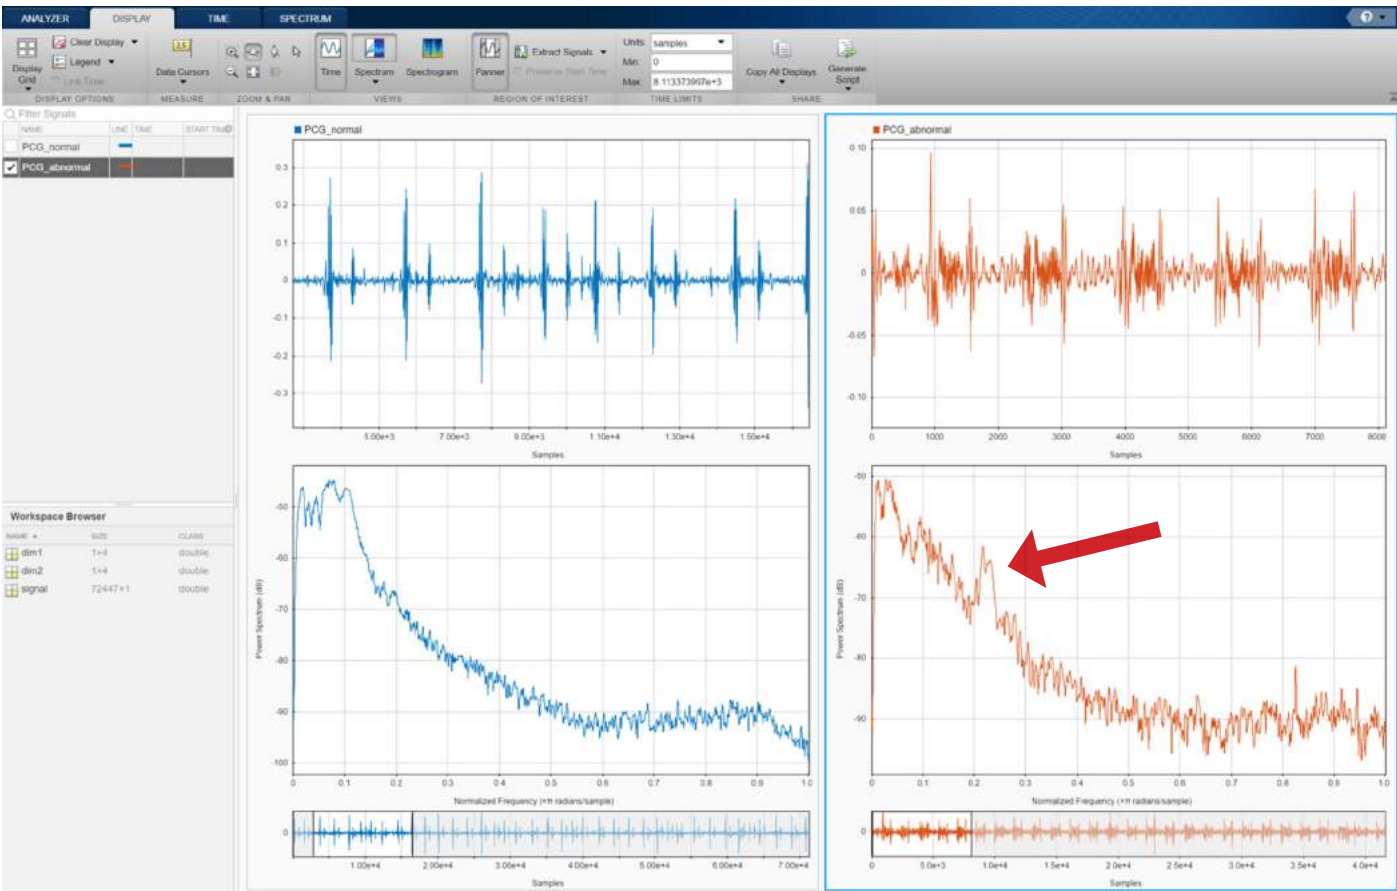 ANALYZER DISPLAY TIME SPECTRUM
?
Display Grid
Clear Display
Legend
Link Time
Data Cursors
Time Spectrum Spectrogram
Panner
Extract Signals
Preserve Start Time
Units: samples
Min: 0
Max: 8.113373997e+3
Copy All Displays
Generate Script
DISPLAY OPTIONS MEASURE ZOOM & PAN VIEWS REGION OF INTEREST TIME LIMITS SHARE
Filter Signals
NAME LINE TIME START TIME
PCG_normal
PCG_abnormal
Workspace Browser
NAME SIZE CLASS
dim1 1×4 double
dim2 1×4 double
signal 72447×1 double
PCG_normal
0.3
0.2
0.1
0
-0.1
-0.2
-0.3
5.00e+3 7.00e+3 9.00e+3 1.10e+4 1.30e+4 1.50e+4
Samples
Power Spectrum (dB)
-50
-60
-70
-80
-90
-100
0 0.1 0.2 0.3 0.4 0.5 0.6 0.7 0.8 0.9 1.0
Normalized Frequency (×π radians/sample)
0
1.00e+4 2.00e+4 3.00e+4 4.00e+4 5.00e+4 6.00e+4 7.00e+4
Samples
PCG_abnormal
0.10
0.05
0
-0.05
-0.10
0 1000 2000 3000 4000 5000 6000 7000 8000
Samples
Power Spectrum (dB)
-50
-60
-70
-80
-90
0 0.1 0.2 0.3 0.4 0.5 0.6 0.7 0.8 0.9 1.0
Normalized Frequency (×π radians/sample)
0
0 5.0e+3 1.0e+4 1.5e+4 2.0e+4 2.5e+4 3.0e+4 3.5e+4 4.0e+4
Samples